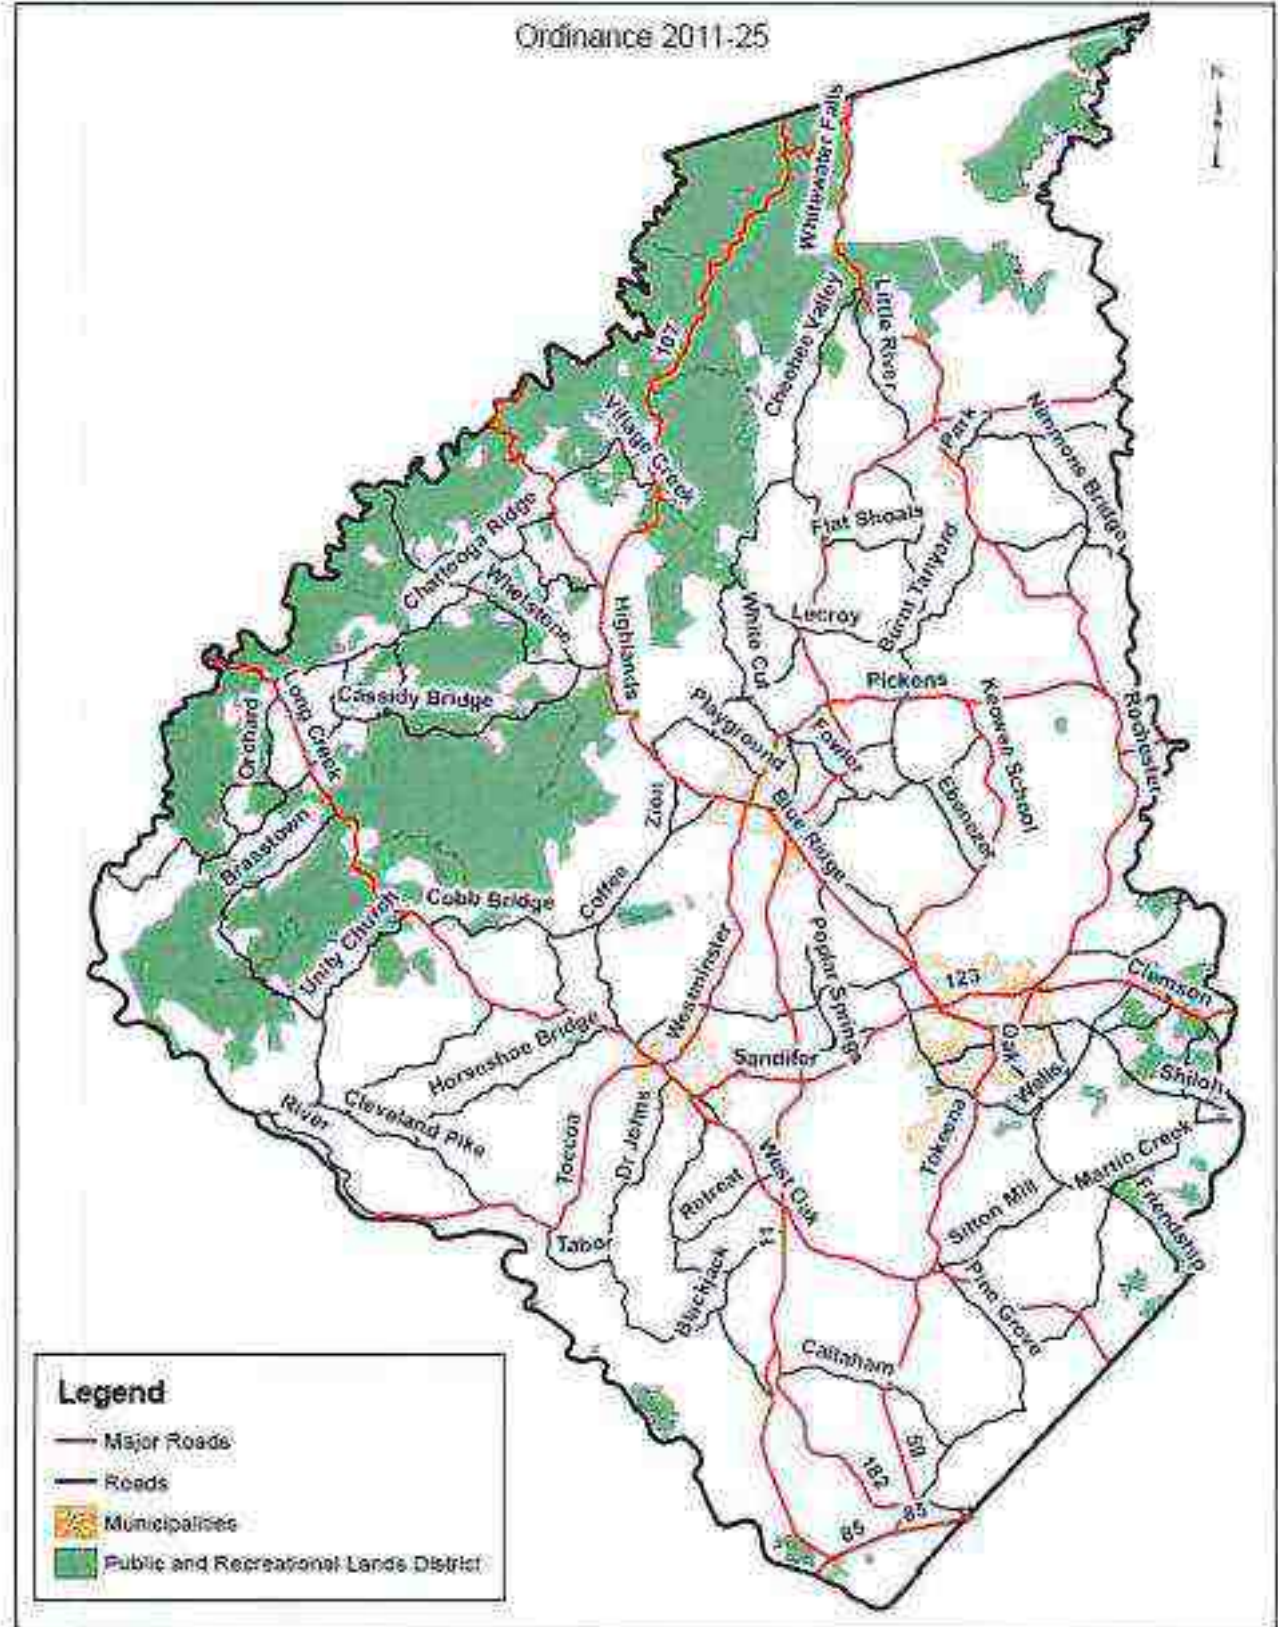 Ordinance 2011-25
N
Whitewater Falls
107
Cheohee Valley
Little River
Village Creek
Park
Nimmons Bridge
Chattooga Ridge
Flat Shoals
Whetstone
Burnt Tanyard
Highlands
White Cut
Lecroy
Cassidy Bridge
Long Creek
Orchard
Pickens
Keowee School
Rochester
Playground
Fowler
Zion
Blue Ridge
Ebenezer
Brasstown
Cobb Bridge
Coffee
Unity Church
Poplar Springs
Westminster
123
Clemson
Horseshoe Bridge
Sandifer
Oak
Wells
Shiloh
River
Cleveland Pike
Toccoa
Dr Johns
Tokeena
Martin Creek
Retreat
West Oak
Sitton Mill
Friendship
Tabor
11
Blackjack
Pine Grove
Callaham
59
182
85
85
Legend
Major Roads
Roads
Municipalities
Public and Recreational Lands District